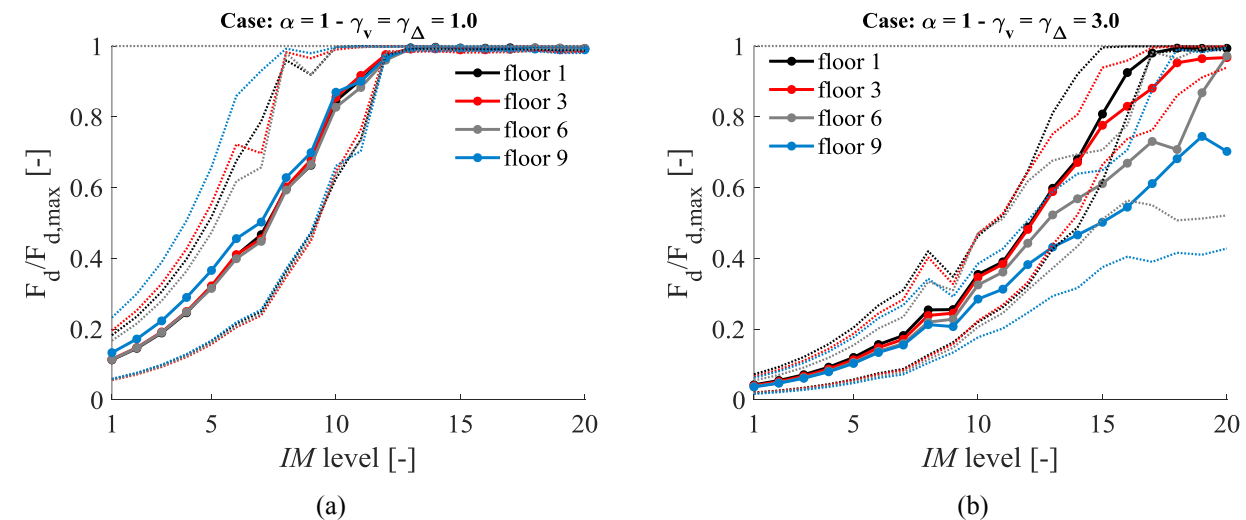 Case: α = 1 - γv = γΔ = 1.0
1
0.8
0.6
0.4
0.2
0
Fd/Fd,max [-]
floor 1
floor 3
floor 6
floor 9
1 5 10 15 20
IM level [-]
(a)
Case: α = 1 - γv = γΔ = 3.0
1
0.8
0.6
0.4
0.2
0
Fd/Fd,max [-]
floor 1
floor 3
floor 6
floor 9
1 5 10 15 20
IM level [-]
(b)